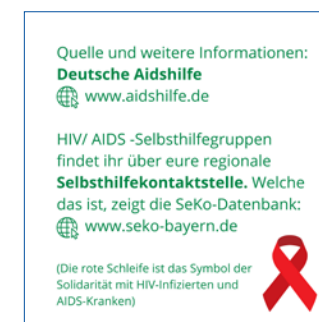 Quelle und weitere Informationen:
Deutsche Aidshilfe
www.aidshilfe.de
HIV/ AIDS -Selbsthilfegruppen
findet ihr über eure regionale
Selbsthilfekontaktstelle. Welche
das ist, zeigt die SeKo-Datenbank:
www.seko-bayern.de
(Die rote Schleife ist das Symbol der
Solidarität mit HIV-Infizierten und
AIDS-Kranken)